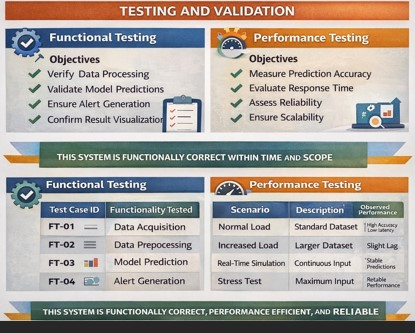 TESTING AND VALIDATION
Functional Testing
Objectives
Verify Data Processing
Validate Model Predictions
Ensure Alert Generation
Confirm Result Visualization
Performance Testing
Objectives
Measure Prediction Accuracy
Evaluate Response Time
Assess Reliability
Ensure Scalability
THIS SYSTEM IS FUNCTIONALLY CORRECT WITHIN TIME AND SCOPE
Functional Testing
Test Case ID Functionality Tested
FT-01 Data Acquisition
FT-02 Data Prepocessing
FT-03 Model Prediction
FT-04 Alert Generation
Performance Testing
Scenario Description Observed Performance
Normal Load Standard Dataset High Accuracy Low latency
Increased Load Larger Dataset Slight Lag
Real-Time Simulation Continuous Input Stable Predictions
Stress Test Maximum Input Performance
THIS SYSTEM IS FUNCTIONALLY CORRECT, PERFORMANCE EFFICIENT, AND RELIABLE